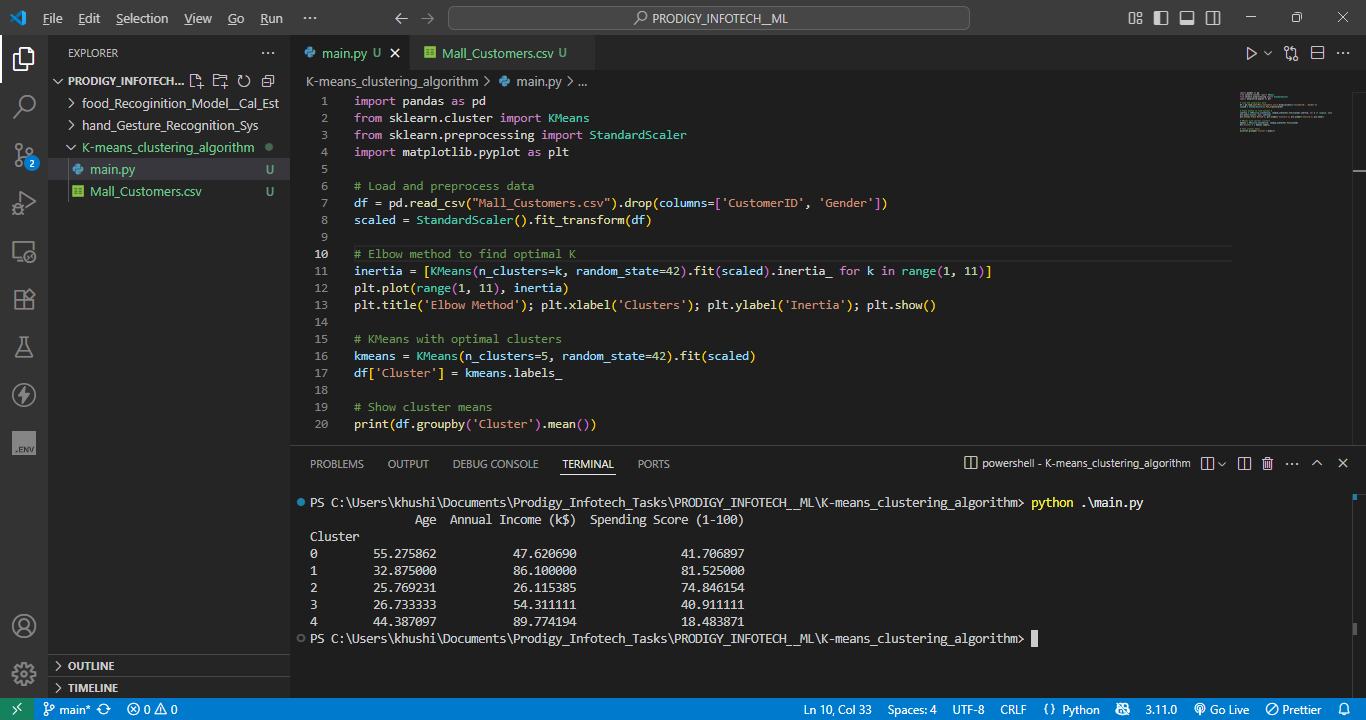 File Edit Selection View Go Run ··· PRODIGY_INFOTECH__ML
EXPLORER ···
PRODIGY_INFOTECH...
food_Recoginition_Model__Cal_Est
hand_Gesture_Recognition_Sys
K-means_clustering_algorithm
main.py U
Mall_Customers.csv U
OUTLINE
TIMELINE
2
.ENV
main.py U Mall_Customers.csv U
K-means_clustering_algorithm > main.py > ...
1 import pandas as pd
2 from sklearn.cluster import KMeans
3 from sklearn.preprocessing import StandardScaler
4 import matplotlib.pyplot as plt
5
6 # Load and preprocess data
7 df = pd.read_csv("Mall_Customers.csv").drop(columns=['CustomerID', 'Gender'])
8 scaled = StandardScaler().fit_transform(df)
9
10 # Elbow method to find optimal K
11 inertia = [KMeans(n_clusters=k, random_state=42).fit(scaled).inertia_ for k in range(1, 11)]
12 plt.plot(range(1, 11), inertia)
13 plt.title('Elbow Method'); plt.xlabel('Clusters'); plt.ylabel('Inertia'); plt.show()
14
15 # KMeans with optimal clusters
16 kmeans = KMeans(n_clusters=5, random_state=42).fit(scaled)
17 df['Cluster'] = kmeans.labels_
18
19 # Show cluster means
20 print(df.groupby('Cluster').mean())
PROBLEMS OUTPUT DEBUG CONSOLE TERMINAL PORTS powershell - K-means_clustering_algorithm
PS C:\Users\khushi\Documents\Prodigy_Infotech_Tasks\PRODIGY_INFOTECH__ML\K-means_clustering_algorithm> python .\main.py
Age Annual Income (k$) Spending Score (1-100)
Cluster
0 55.275862 47.620690 41.706897
1 32.875000 86.100000 81.525000
2 25.769231 26.115385 74.846154
3 26.733333 54.311111 40.911111
4 44.387097 89.774194 18.483871
PS C:\Users\khushi\Documents\Prodigy_Infotech_Tasks\PRODIGY_INFOTECH__ML\K-means_clustering_algorithm>
main* 0 0 Ln 10, Col 33 Spaces: 4 UTF-8 CRLF {} Python 3.11.0 Go Live Prettier